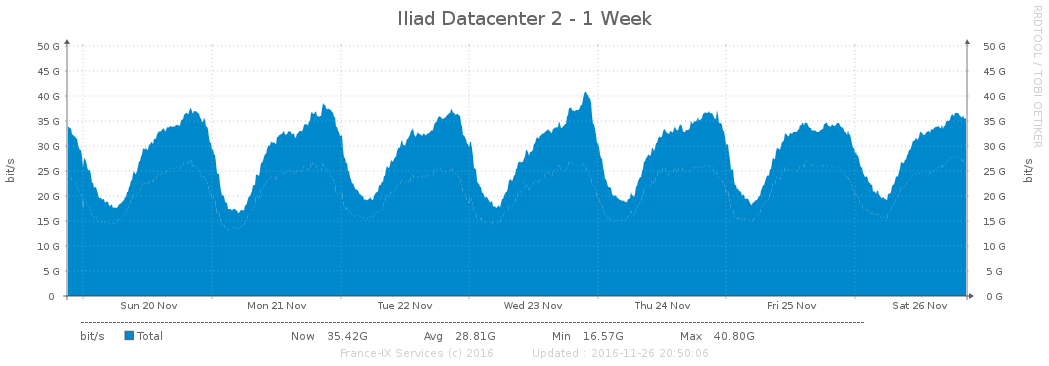 Iliad Datacenter 2 - 1 Week
RRDTOOL / TOBI OETIKER
50 G 50 G
45 G 45 G
40 G 40 G
35 G 35 G
30 G 30 G
25 G 25 G
20 G 20 G
15 G 15 G
10 G 10 G
5 G 5 G
0 0 G
bit/s bit/s
Sun 20 Nov Mon 21 Nov Tue 22 Nov Wed 23 Nov Thu 24 Nov Fri 25 Nov Sat 26 Nov
bit/s Total Now 35.42G Avg 28.81G Min 16.57G Max 40.80G
France-IX Services (c) 2016 Updated : 2016-11-26 20:50:06